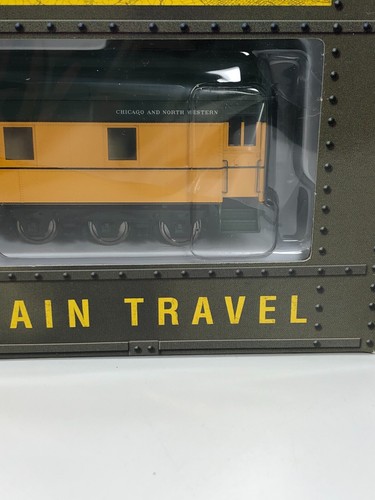 CHICAGO AND NORTH WESTERN
AIN TRAVEL